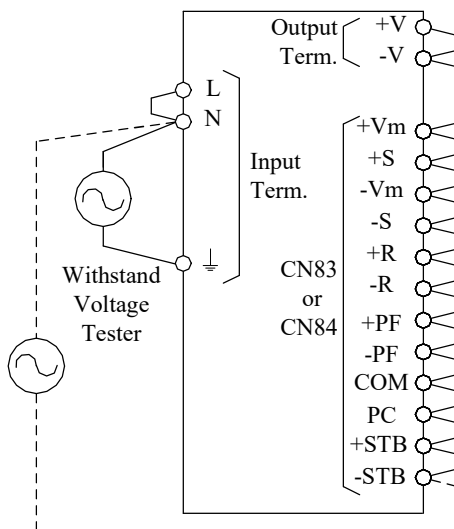 Output
Term.
+V
-V
L
N
Input
Term.
⏚
Withstand
Voltage
Tester
CN83
or
CN84
+Vm
+S
-Vm
-S
+R
-R
+PF
-PF
COM
PC
+STB
-STB